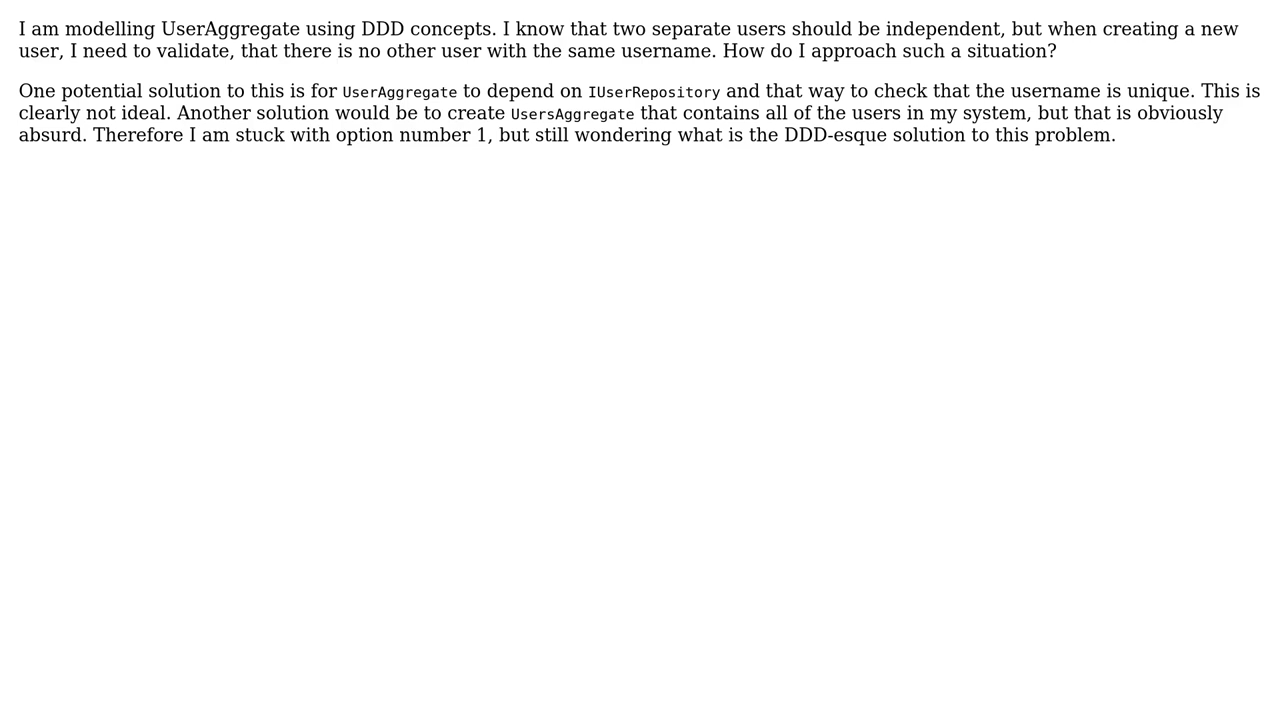 I am modelling UserAggregate using DDD concepts. I know that two separate users should be independent, but when creating a new
user, I need to validate, that there is no other user with the same username. How do I approach such a situation?
One potential solution to this is for UserAggregate to depend on IUserRepository and that way to check that the username is unique. This is
clearly not ideal. Another solution would be to create UsersAggregate that contains all of the users in my system, but that is obviously
absurd. Therefore I am stuck with option number 1, but still wondering what is the DDD-esque solution to this problem.